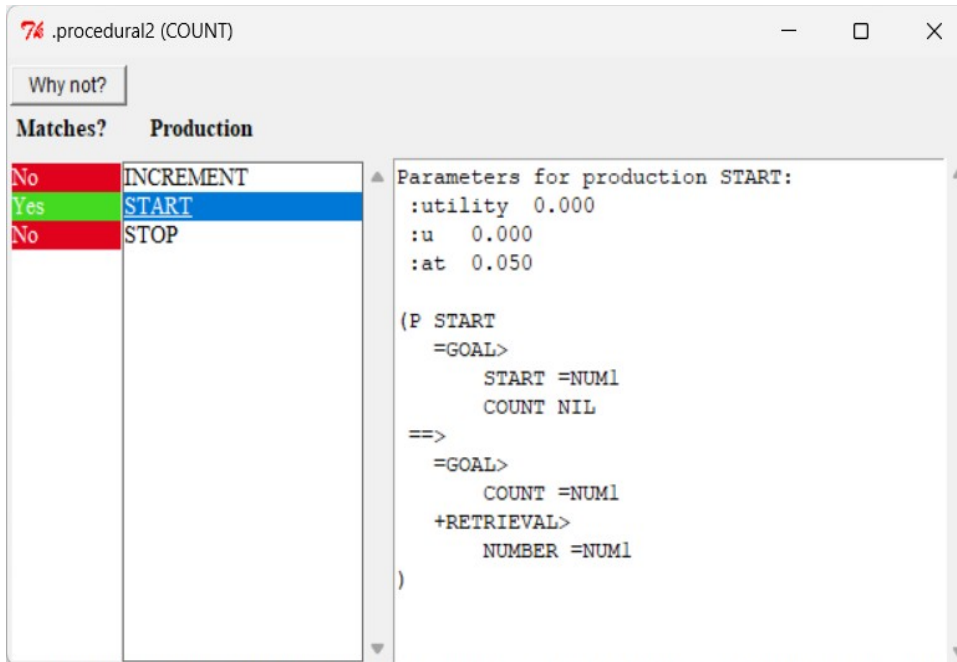 .procedural2 (COUNT)
Why not?
Matches? Production
No INCREMENT
Yes START
No STOP
Parameters for production START:
:utility 0.000
:u 0.000
:at 0.050
(P START
=GOAL>
START =NUM1
COUNT NIL
==>
=GOAL>
COUNT =NUM1
+RETRIEVAL>
NUMBER =NUM1
)